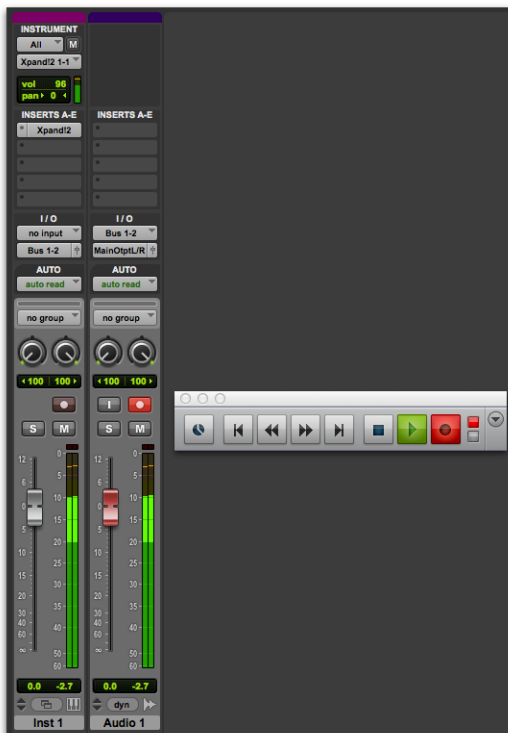 INSTRUMENT
All M
Xpand!2 1-1
vol 96
pan 0
INSERTS A-E INSERTS A-E
Xpand!2
I / O I / O
no input Bus 1-2
Bus 1-2 MainOtptL/R
AUTO AUTO
auto read auto read
no group no group
100 100 100 100
I
S M S M
12 0 12 0
6 5 6 5
0 10 0 10
5 15 5 15
10 20 10 20
15 25 15 25
20 30 20 30
30 35 30 35
40 40 40 40
60 60
∞ 50 ∞ 50
60 60
0.0 -2.7 0.0 -2.7
dyn
Inst 1 Audio 1